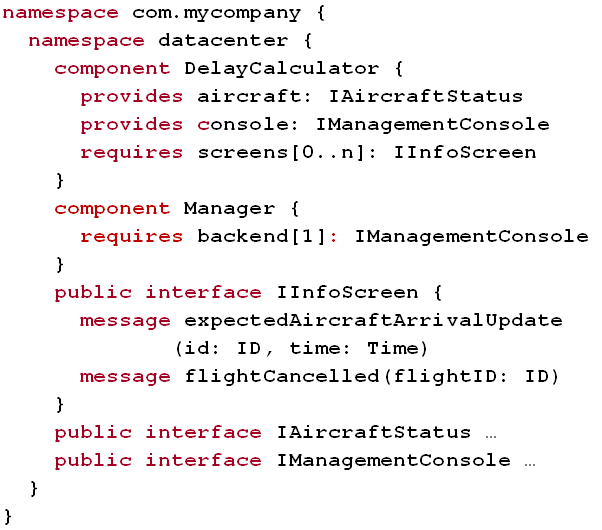 namespace com.mycompany {
  namespace datacenter {
    component DelayCalculator {
      provides aircraft: IAircraftStatus
      provides console: IManagementConsole
      requires screens[0..n]: IInfoScreen
    }
    component Manager {
      requires backend[1]: IManagementConsole
    }
    public interface IInfoScreen {
      message expectedAircraftArrivalUpdate
             (id: ID, time: Time)
      message flightCancelled(flightID: ID)
    }
    public interface IAircraftStatus …
    public interface IManagementConsole …
  }
}